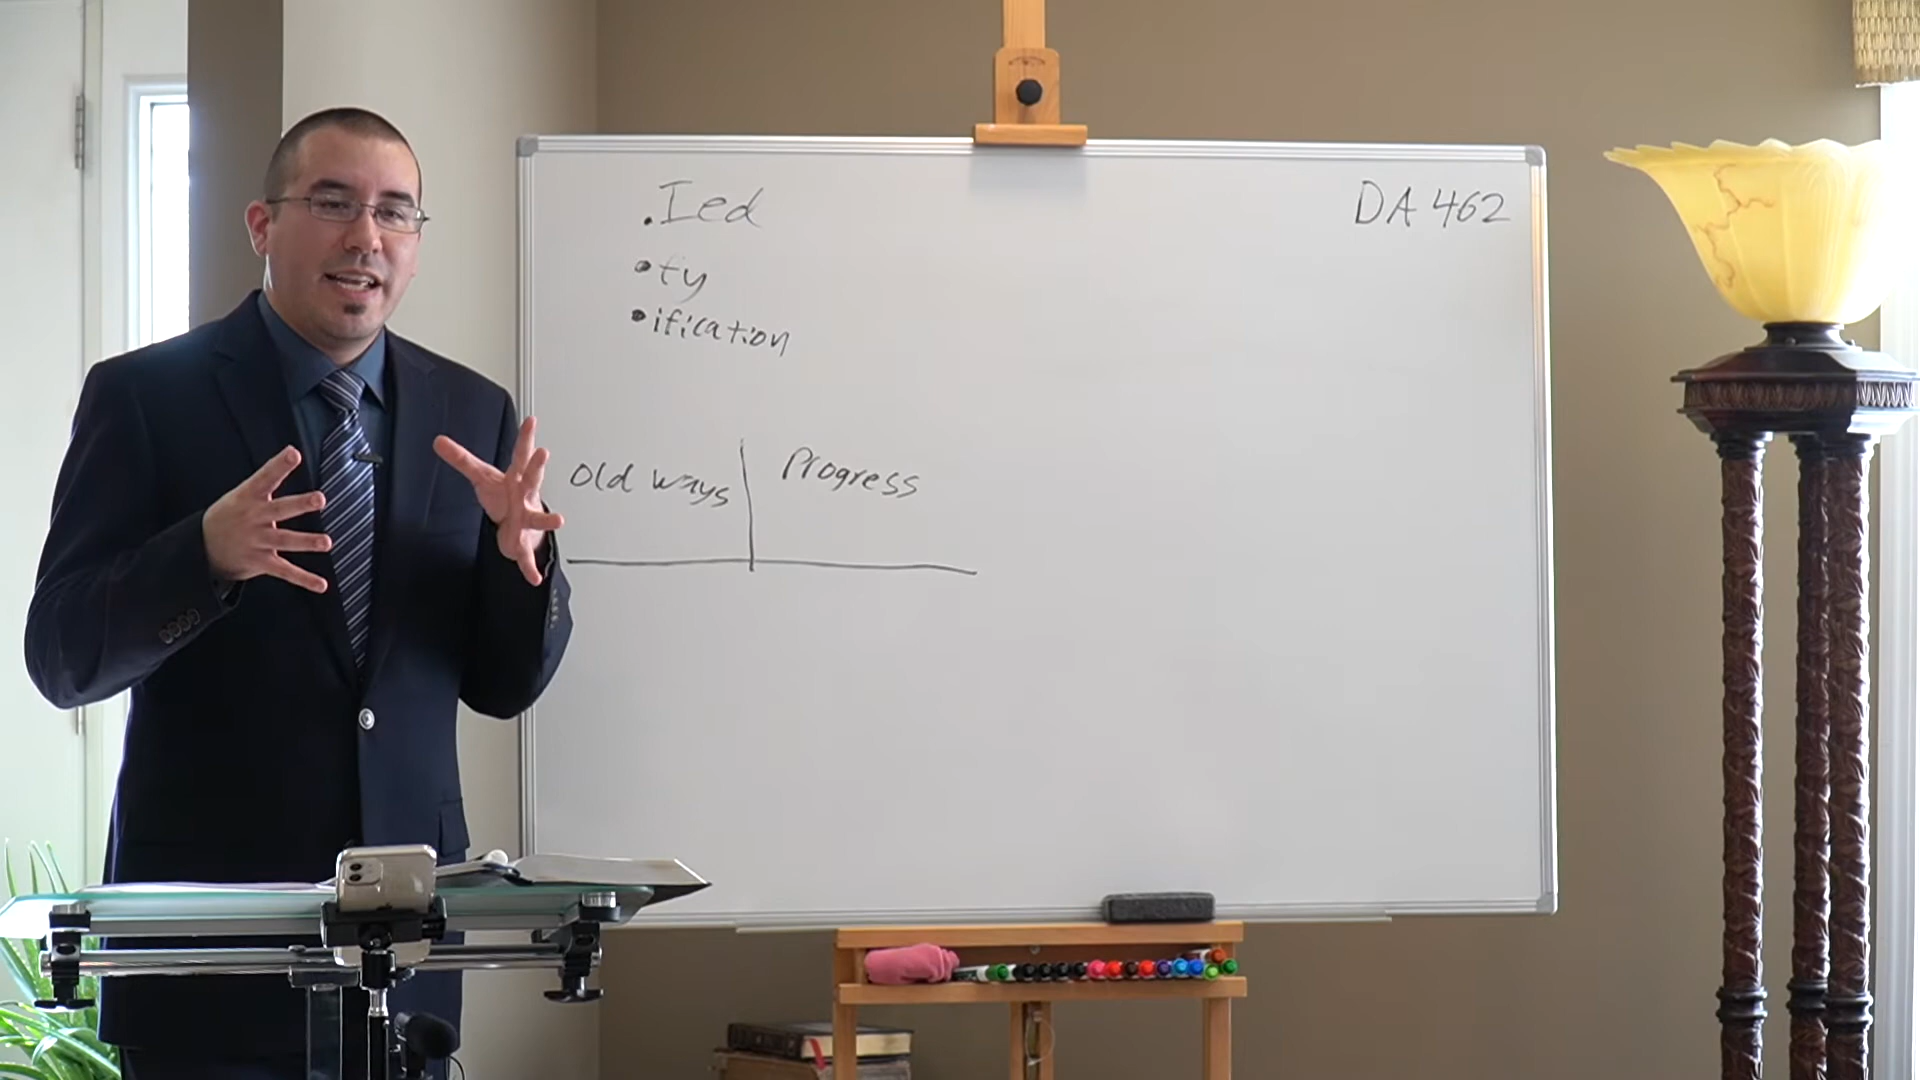 .Ied
DA 462
•ty
•ification
Old ways
Progress